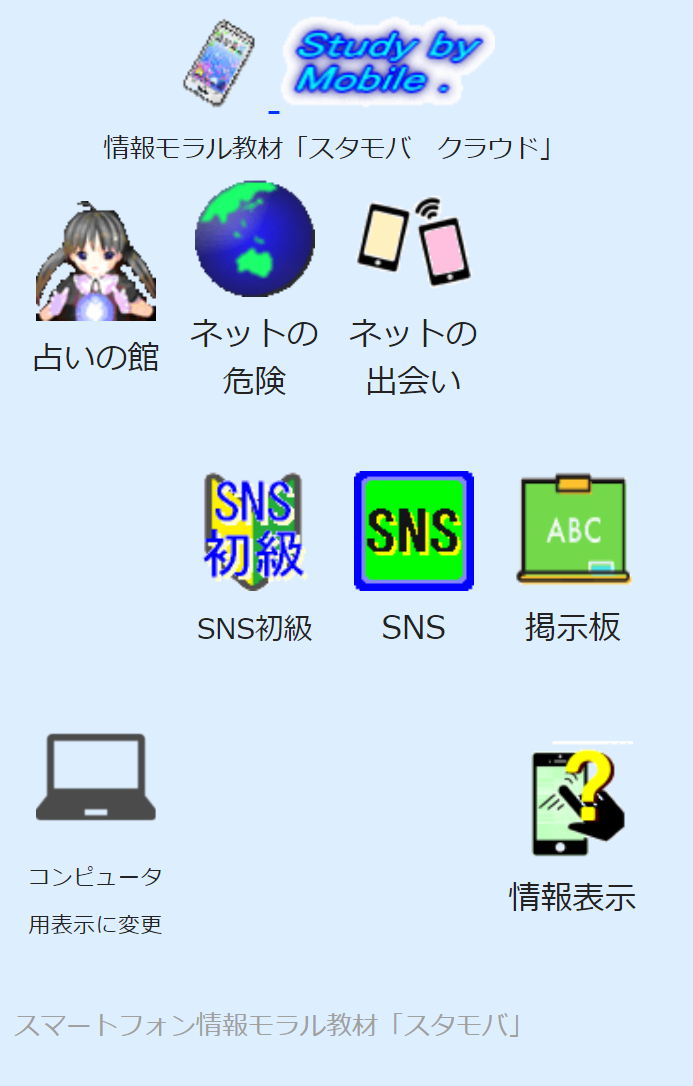 Study by
Mobile .
情報モラル教材「スタモバ　クラウド」
占いの館
ネットの
危険
ネットの
出会い
SNS
初級
SNS
ABC
SNS初級
SNS
掲示板
?
コンピュータ
用表示に変更
情報表示
スマートフォン情報モラル教材「スタモバ」